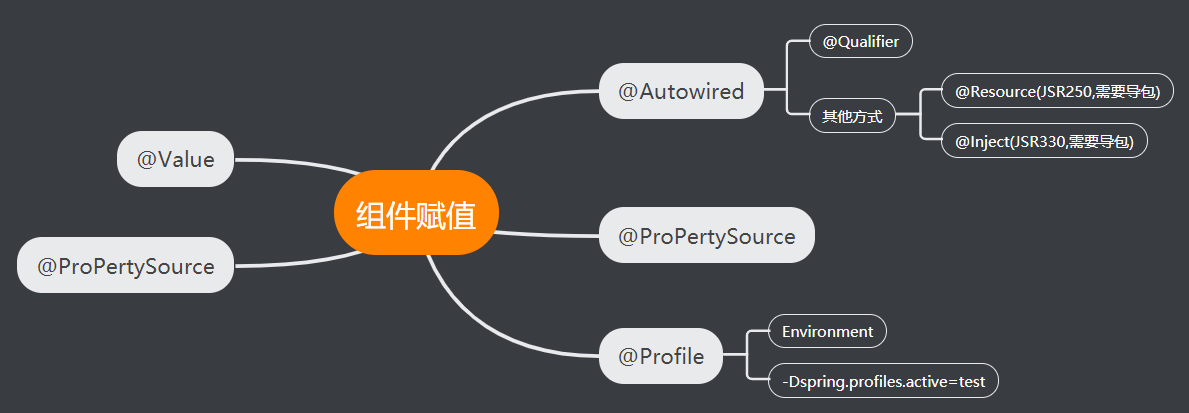 组件赋值
@Autowired
@Qualifier
其他方式
@Resource(JSR250,需要导包)
@Inject(JSR330,需要导包)
@ProPertySource
@Profile
Environment
-Dspring.profiles.active=test
@Value
@ProPertySource